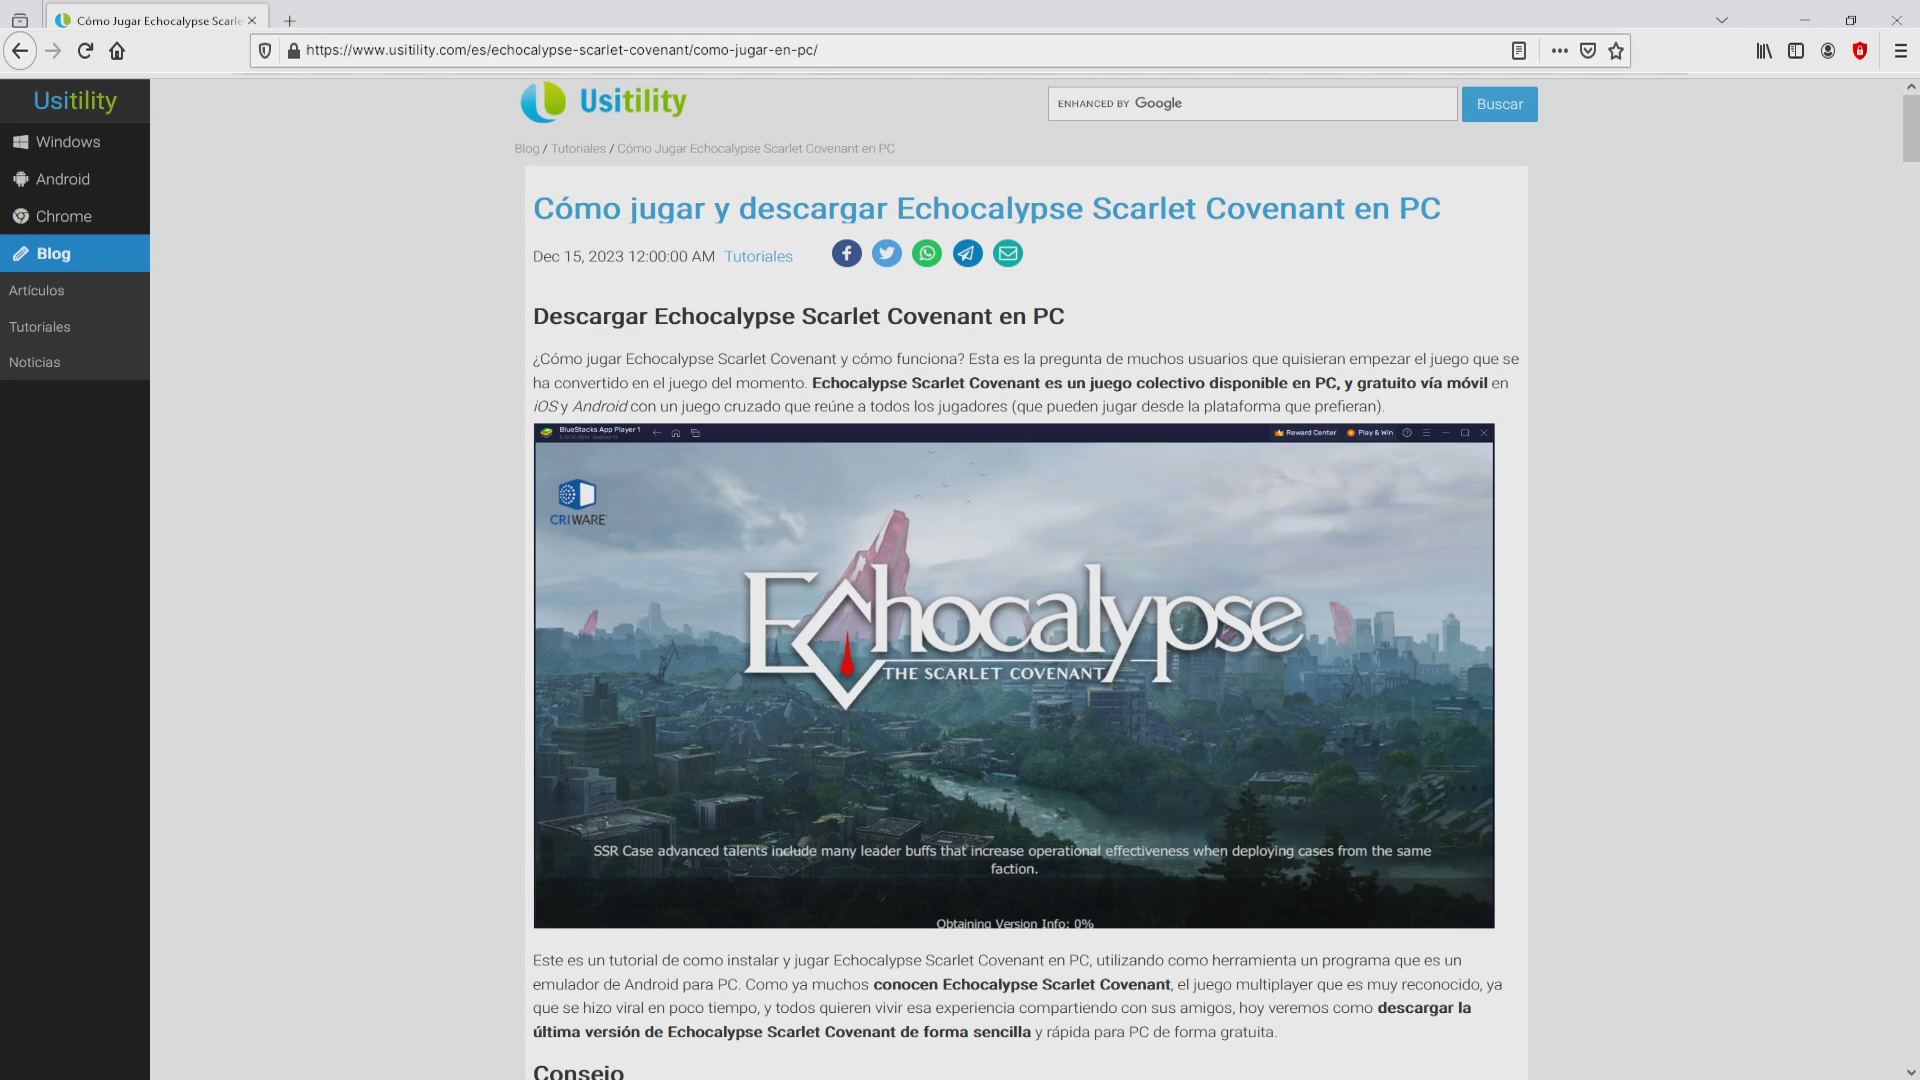 Cómo Jugar Echocalypse Scarle
https://www.usitility.com/es/echocalypse-scarlet-covenant/como-jugar-en-pc/
Usitility
Windows
Android
Chrome
Blog
Artículos
Tutoriales
Noticias
Usitility
ENHANCED BY Google
Buscar
Blog / Tutoriales / Cómo Jugar Echocalypse Scarlet Covenant en PC
Cómo jugar y descargar Echocalypse Scarlet Covenant en PC
Dec 15, 2023 12:00:00 AM Tutoriales
Descargar Echocalypse Scarlet Covenant en PC
¿Cómo jugar Echocalypse Scarlet Covenant y cómo funciona? Esta es la pregunta de muchos usuarios que quisieran empezar el juego que se
ha convertido en el juego del momento. Echocalypse Scarlet Covenant es un juego colectivo disponible en PC, y gratuito vía móvil en
iOS y Android con un juego cruzado que reúne a todos los jugadores (que pueden jugar desde la plataforma que prefieran).
BlueStacks App Player 1
Reward Center
Play & Win
CRIWARE
Echocalypse
THE SCARLET COVENANT
SSR Case advanced talents include many leader buffs that increase operational effectiveness when deploying cases from the same
faction.
Obtaining Version Info: 0%
Este es un tutorial de como instalar y jugar Echocalypse Scarlet Covenant en PC, utilizando como herramienta un programa que es un
emulador de Android para PC. Como ya muchos conocen Echocalypse Scarlet Covenant, el juego multiplayer que es muy reconocido, ya
que se hizo viral en poco tiempo, y todos quieren vivir esa experiencia compartiendo con sus amigos, hoy veremos como descargar la
última versión de Echocalypse Scarlet Covenant de forma sencilla y rápida para PC de forma gratuita.
Consejo